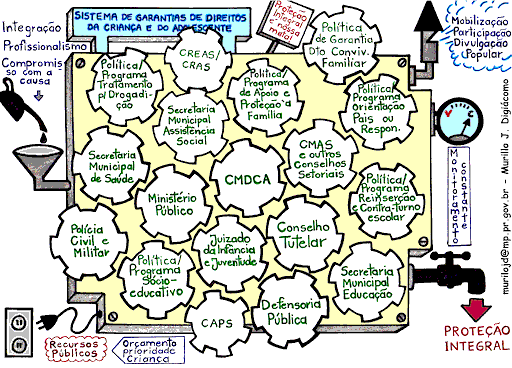 SISTEMA DE GARANTIAS DE DIREITOS
DA CRIANÇA E DO ADOLESCENTE
Proteção
integral
é nossa
meta!
Integração
Profissionalismo
Compromis
so com a
causa
Mobilização
Participação
Divulgação
Popular
CREAS/
CRAS
Política
de Garantia
Dto Conviv.
Familiar
Política/
Programa
Tratamento
p/ Drogadi-
ção
Política/
Programa
de Apoio e
Proteção à
Família
Política/
Programa
Orientação
Pais ou
Respon.
Secretaria
Municipal
Assistência
Social
CMAS
e outros
Conselhos
Setoriais
Secretaria
Municipal
de Saúde
CMDCA
Política/
Programa
Reinserção
e Contra-turno
escolar
Ministério
Público
Conselho
Tutelar
Polícia
Civil e
Militar
Juizado
da Infância
e Juventude
Política/
Programa
Sócio-
educativo
Secretaria
Municipal
Educação
Defensoria
Pública
CAPS
Monitoramento
constante
Recursos
Públicos
Orçamento
prioridade
Criança
PROTEÇÃO
INTEGRAL
murilojd@mp.pr.gov.br - Murillo J. Digiácomo